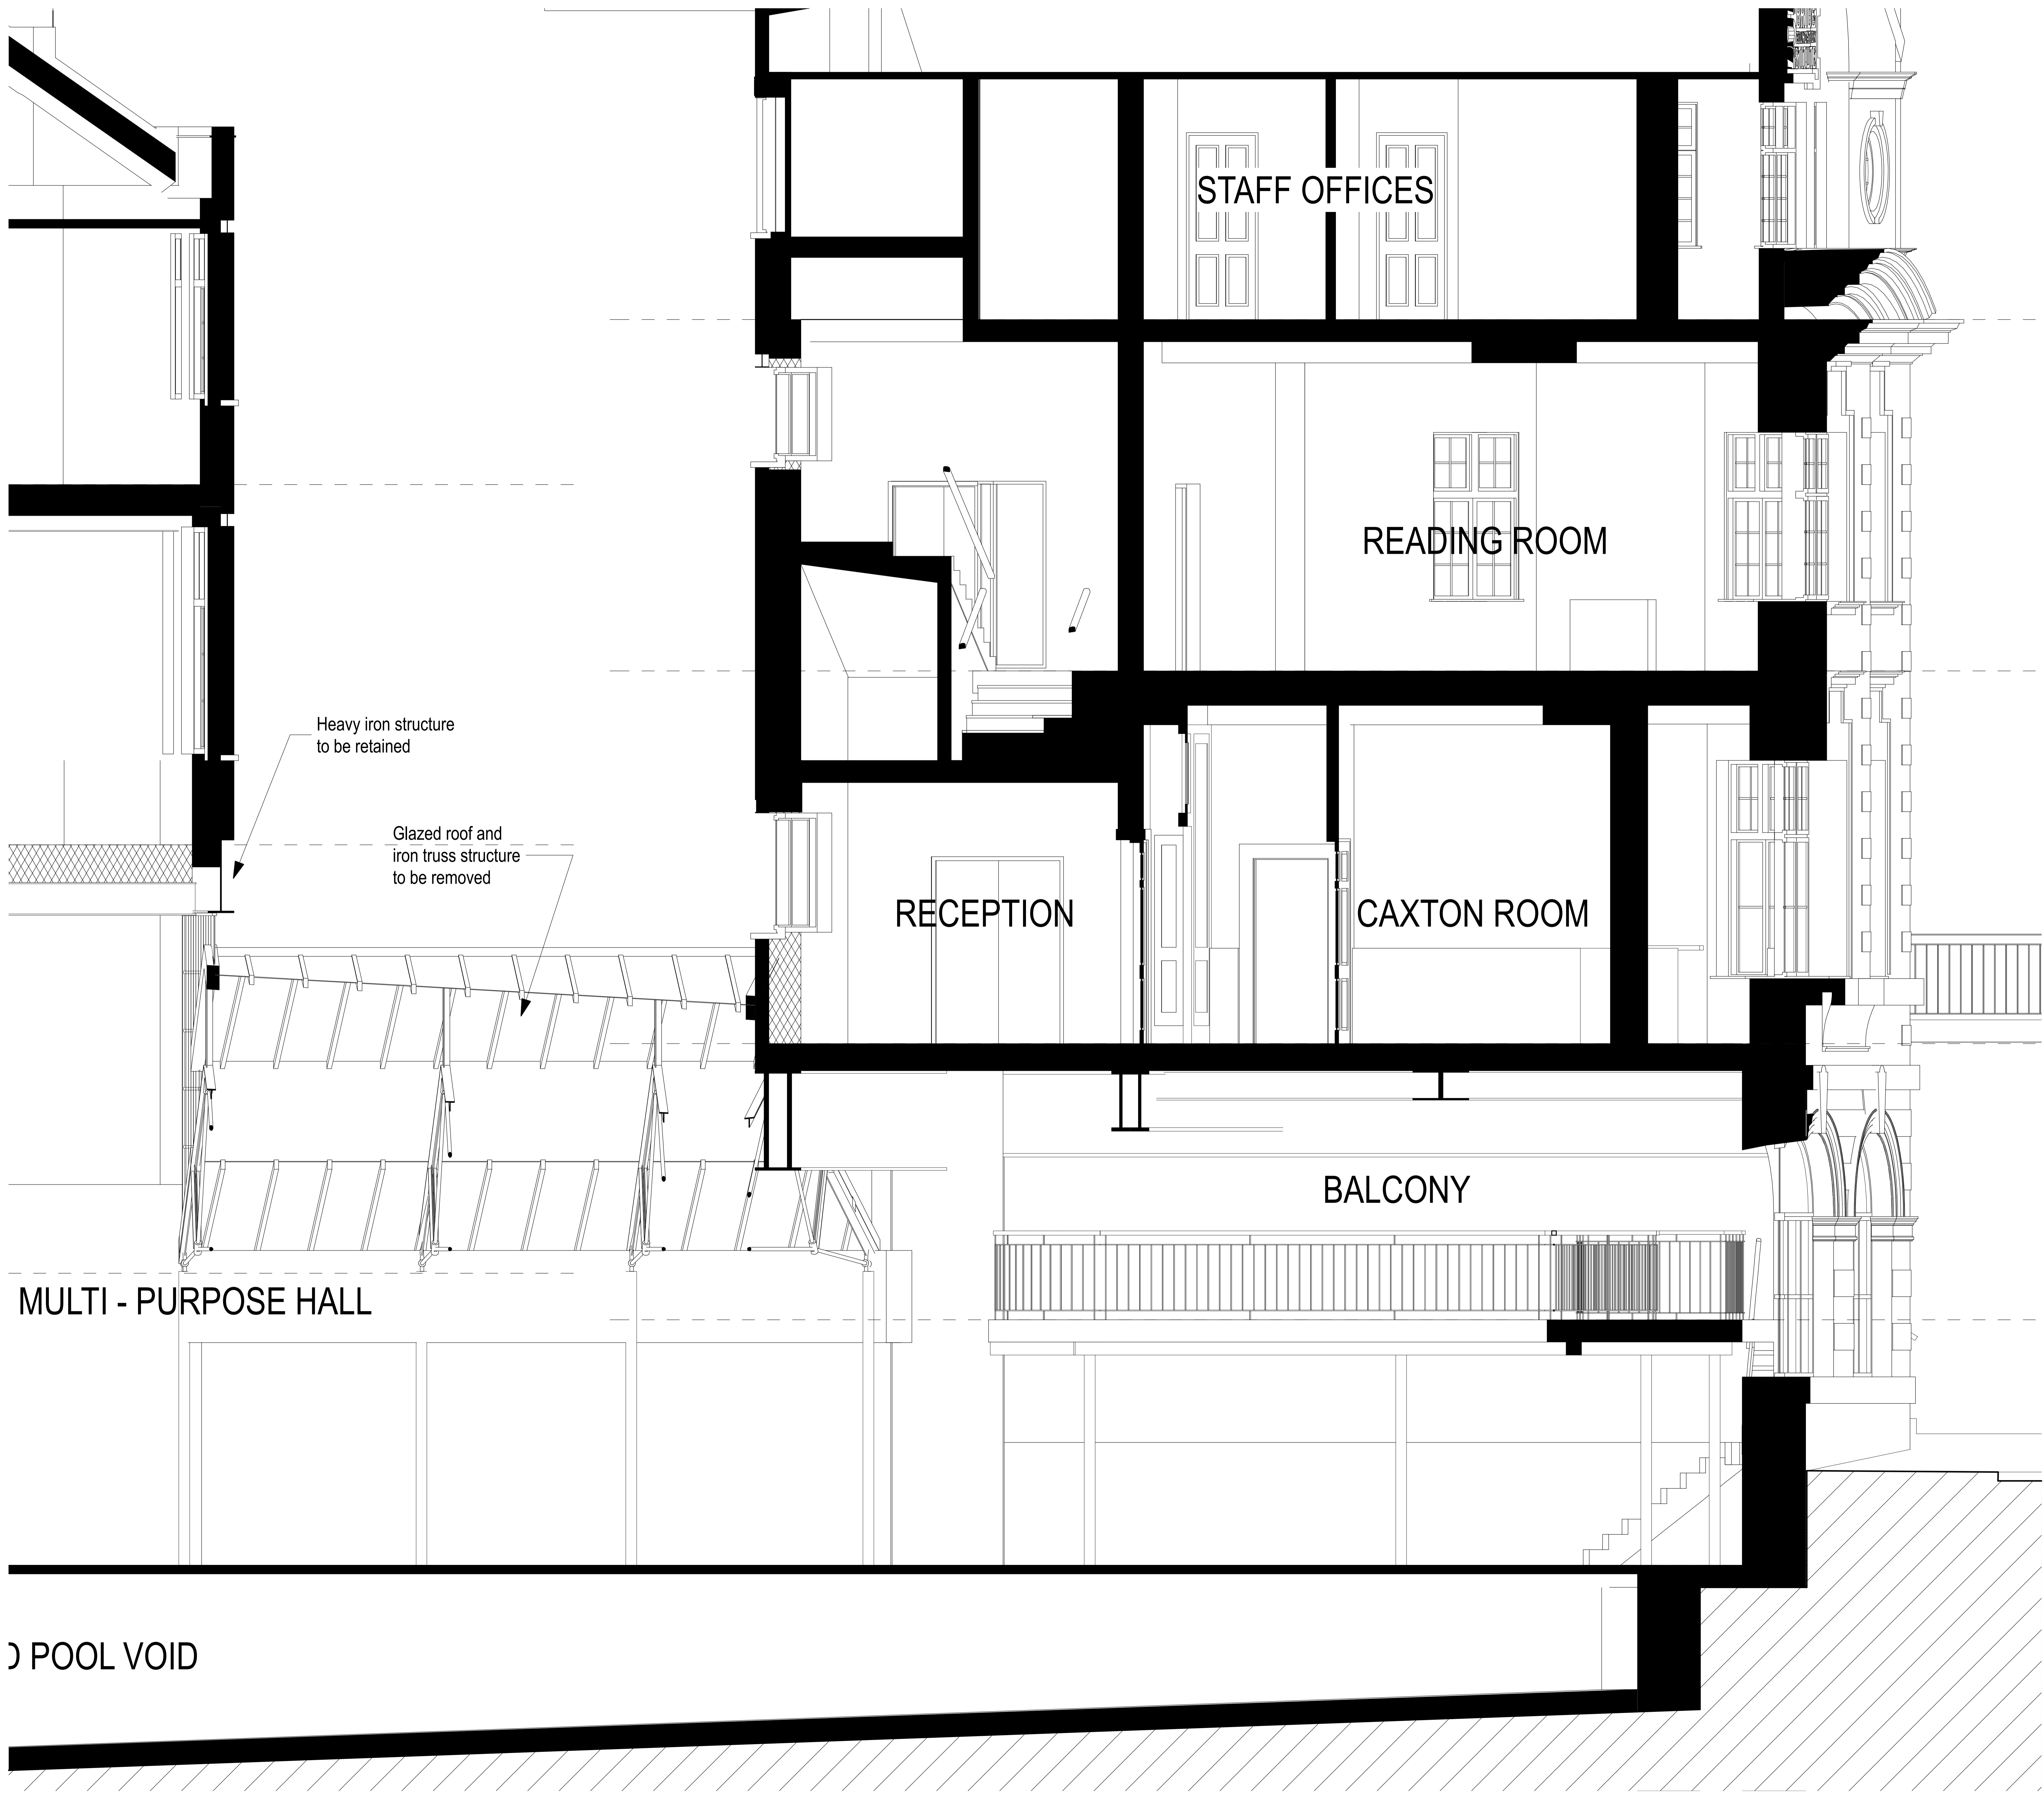 STAFF OFFICES
READING ROOM
Heavy iron structure
to be retained
Glazed roof and
iron truss structure
to be removed
RECEPTION
CAXTON ROOM
BALCONY
MULTI - PURPOSE HALL
POOL VOID